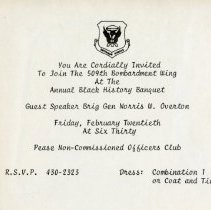 You Are Cordially Invited
To Join The 509th Bombardment Wing
At The
Annual Black History Banquet
Guest Speaker Brig Gen Norris W. Overton
Friday, February Twentieth
At Six Thirty
Pease Non-Commissioned Officers Club
R.S.V.P. 430-2323 Dress: Combination 1
or Coat and Tie